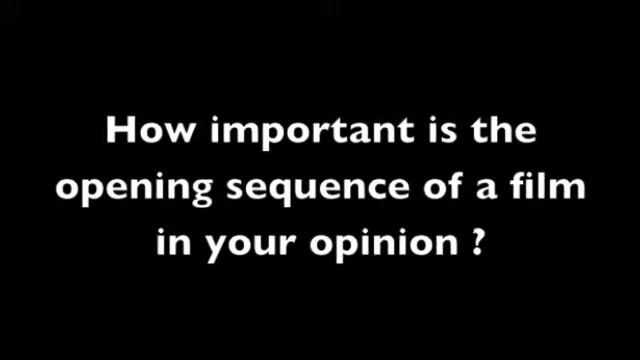 How important is the
opening sequence of a film
in your opinion ?